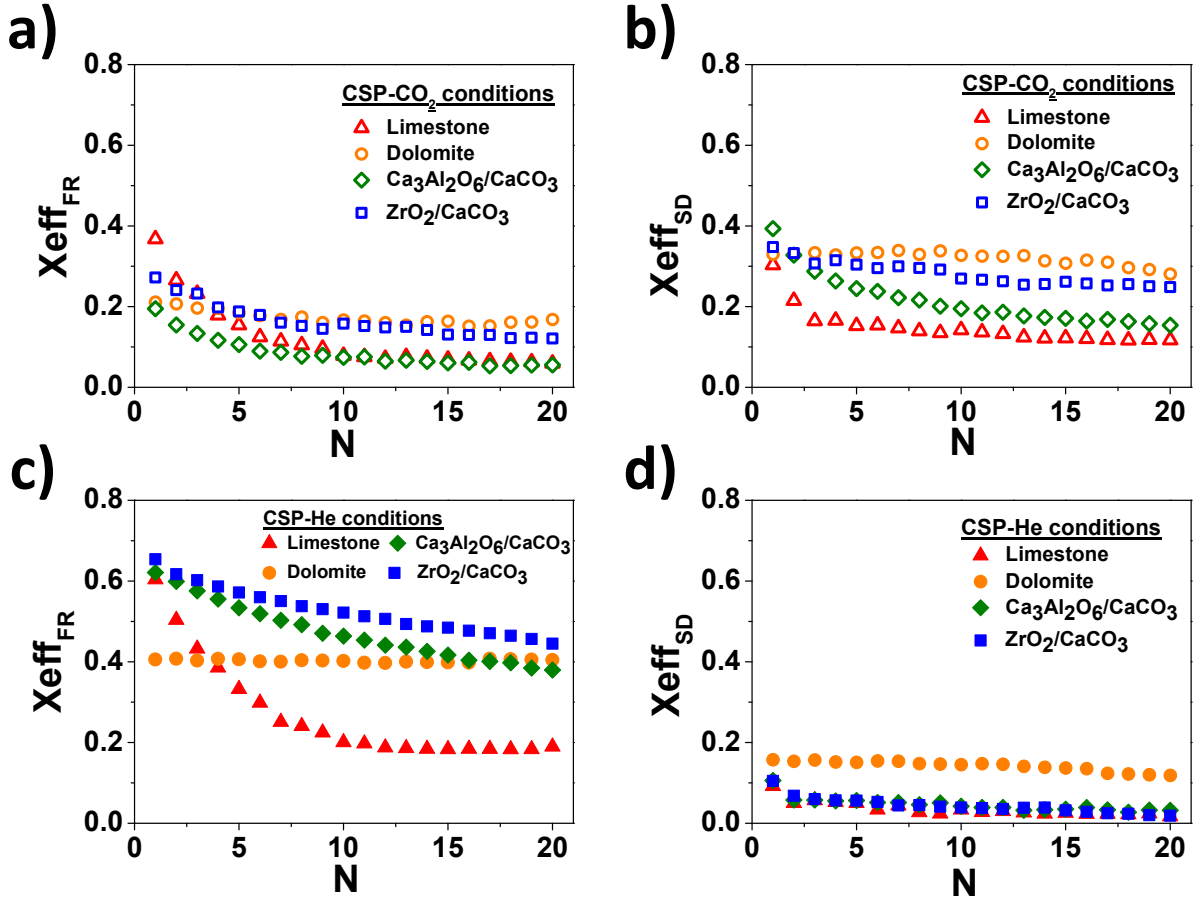 a)
0.8
0.6
0.4
0.2
0.0
Xeff_FR
CSP-CO₂ conditions
Limestone
Dolomite
Ca₃Al₂O₆/CaCO₃
ZrO₂/CaCO₃
0 5 10 15 20
N
b)
0.8
0.6
0.4
0.2
0.0
Xeff_SD
CSP-CO₂ conditions
Limestone
Dolomite
Ca₃Al₂O₆/CaCO₃
ZrO₂/CaCO₃
0 5 10 15 20
N
c)
0.8
0.6
0.4
0.2
0.0
Xeff_FR
CSP-He conditions
Limestone Ca₃Al₂O₆/CaCO₃
Dolomite ZrO₂/CaCO₃
0 5 10 15 20
N
d)
0.8
0.6
0.4
0.2
0.0
Xeff_SD
CSP-He conditions
Limestone
Dolomite
Ca₃Al₂O₆/CaCO₃
ZrO₂/CaCO₃
0 5 10 15 20
N